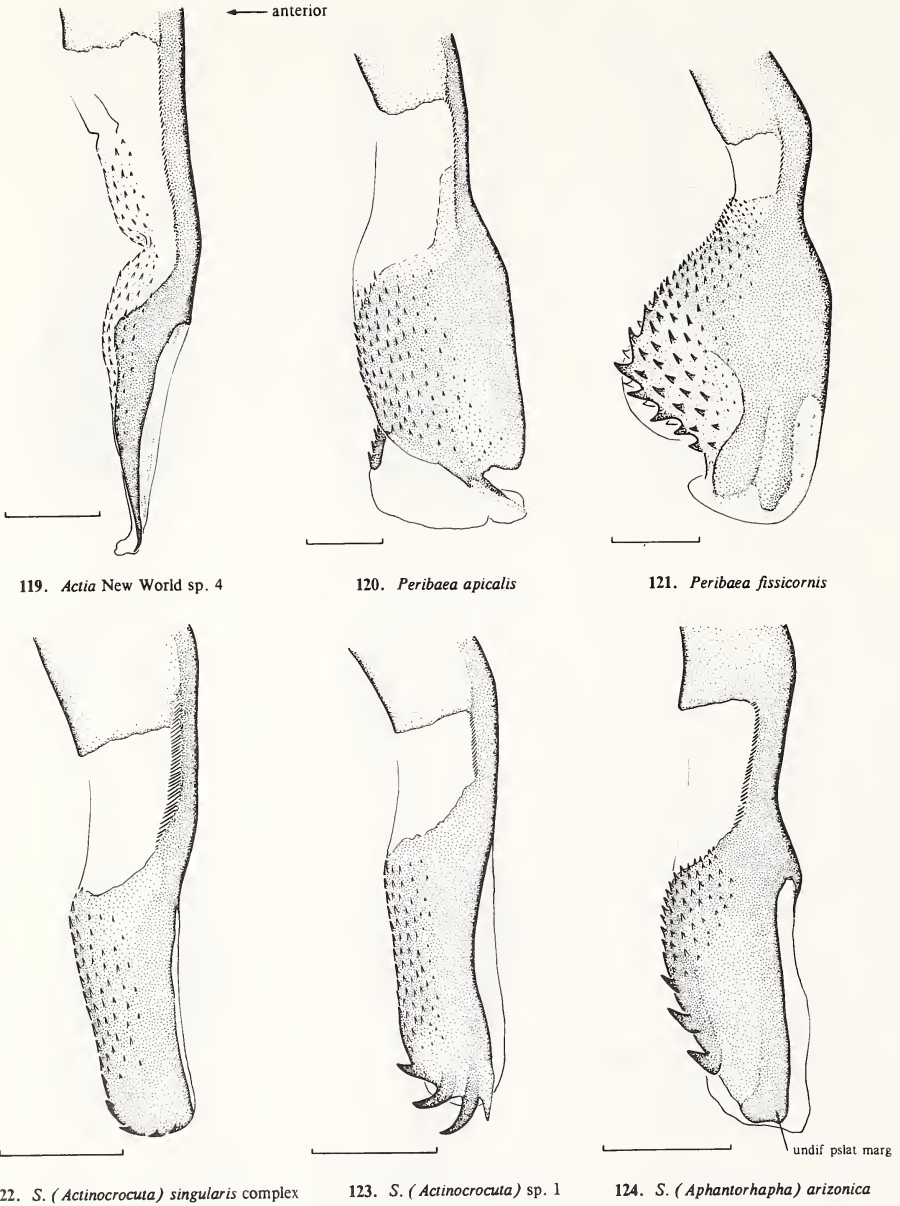 anterior
119. Actia New World sp. 4
120. Peribaea apicalis
121. Peribaea fissicornis
undif pslat marg
22. S. (Actinocrocuta) singularis complex
123. S. (Actinocrocuta) sp. 1
124. S. (Aphantorhapha) arizonica